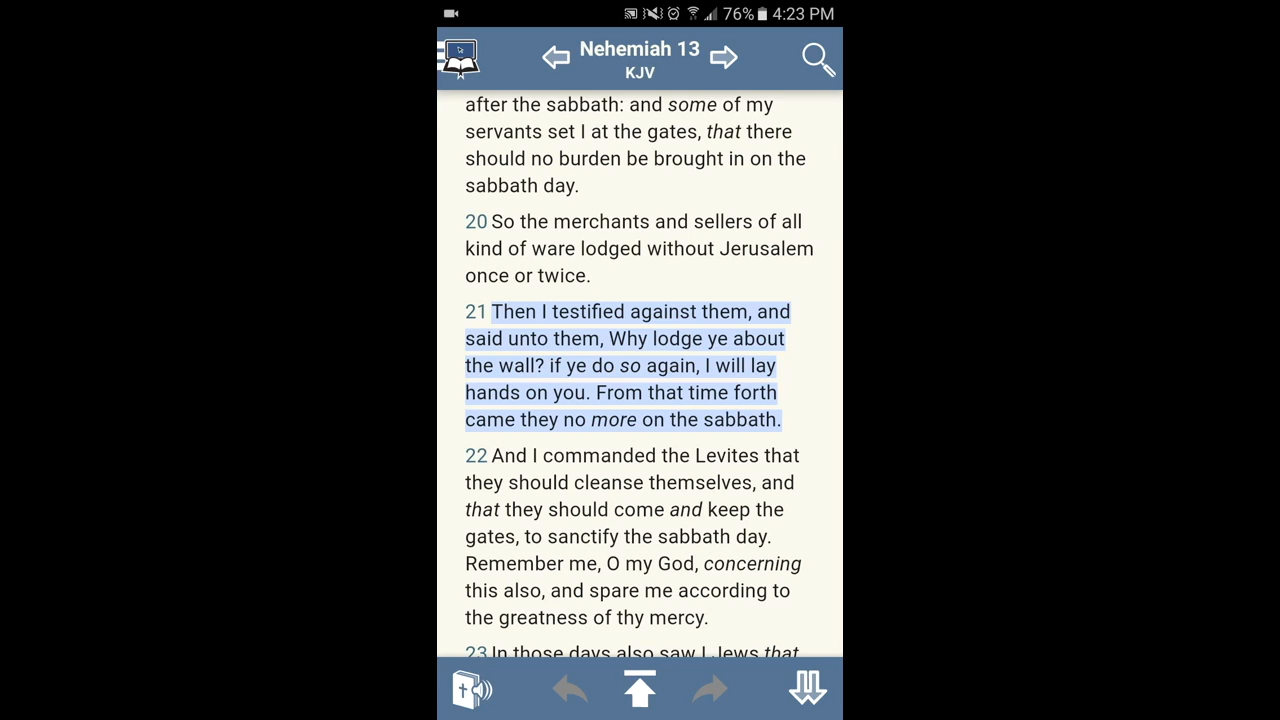 76% 4:23 PM
Nehemiah 13
KJV
after the sabbath: and some of my
servants set I at the gates, that there
should no burden be brought in on the
sabbath day.
20 So the merchants and sellers of all
kind of ware lodged without Jerusalem
once or twice.
21 Then I testified against them, and
said unto them, Why lodge ye about
the wall? if ye do so again, I will lay
hands on you. From that time forth
came they no more on the sabbath.
22 And I commanded the Levites that
they should cleanse themselves, and
that they should come and keep the
gates, to sanctify the sabbath day.
Remember me, O my God, concerning
this also, and spare me according to
the greatness of thy mercy.
23 In those days also saw I Jews that